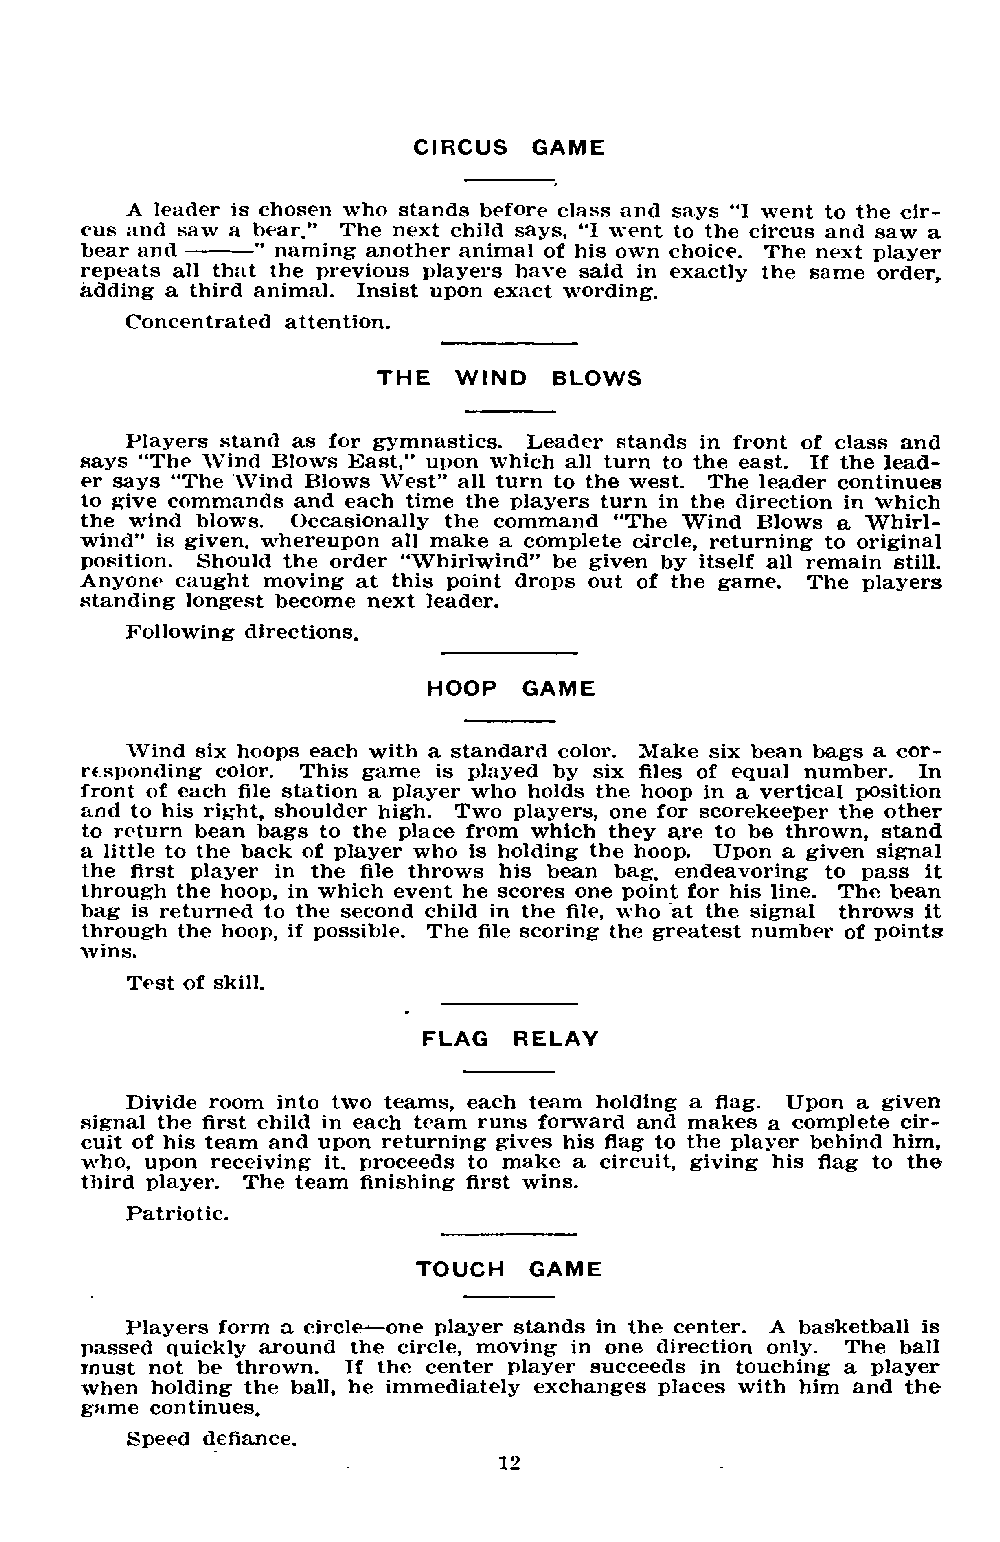 CIRCUS GAME
A leader is chosen who stands before class and says "I went to the cir-
cus and saw a bear." The next child says, "I went to the circus and saw a
bear and ———" naming another animal of his own choice. The next player
repeats all that the previous players have said in exactly the same order,
adding a third animal. Insist upon exact wording.
Concentrated attention.
THE WIND BLOWS
Players stand as for gymnastics. Leader stands in front of class and
says "The Wind Blows East," upon which all turn to the east. If the lead-
er says "The Wind Blows West" all turn to the west. The leader continues
to give commands and each time the players turn in the direction in which
the wind blows. Occasionally the command "The Wind Blows a Whirl-
wind" is given, whereupon all make a complete circle, returning to original
position. Should the order "Whirlwind" be given by itself all remain still.
Anyone caught moving at this point drops out of the game. The players
standing longest become next leader.
Following directions.
HOOP GAME
Wind six hoops each with a standard color. Make six bean bags a cor-
responding color. This game is played by six files of equal number. In
front of each file station a player who holds the hoop in a vertical position
and to his right, shoulder high. Two players, one for scorekeeper the other
to return bean bags to the place from which they are to be thrown, stand
a little to the back of player who is holding the hoop. Upon a given signal
the first player in the file throws his bean bag, endeavoring to pass it
through the hoop, in which event he scores one point for his line. The bean
bag is returned to the second child in the file, who at the signal throws it
through the hoop, if possible. The file scoring the greatest number of points
wins.
Test of skill.
FLAG RELAY
Divide room into two teams, each team holding a flag. Upon a given
signal the first child in each team runs forward and makes a complete cir-
cuit of his team and upon returning gives his flag to the player behind him,
who, upon receiving it, proceeds to make a circuit, giving his flag to the
third player. The team finishing first wins.
Patriotic.
TOUCH GAME
Players form a circle—one player stands in the center. A basketball is
passed quickly around the circle, moving in one direction only. The ball
must not be thrown. If the center player succeeds in touching a player
when holding the ball, he immediately exchanges places with him and the
game continues.
Speed defiance.
12